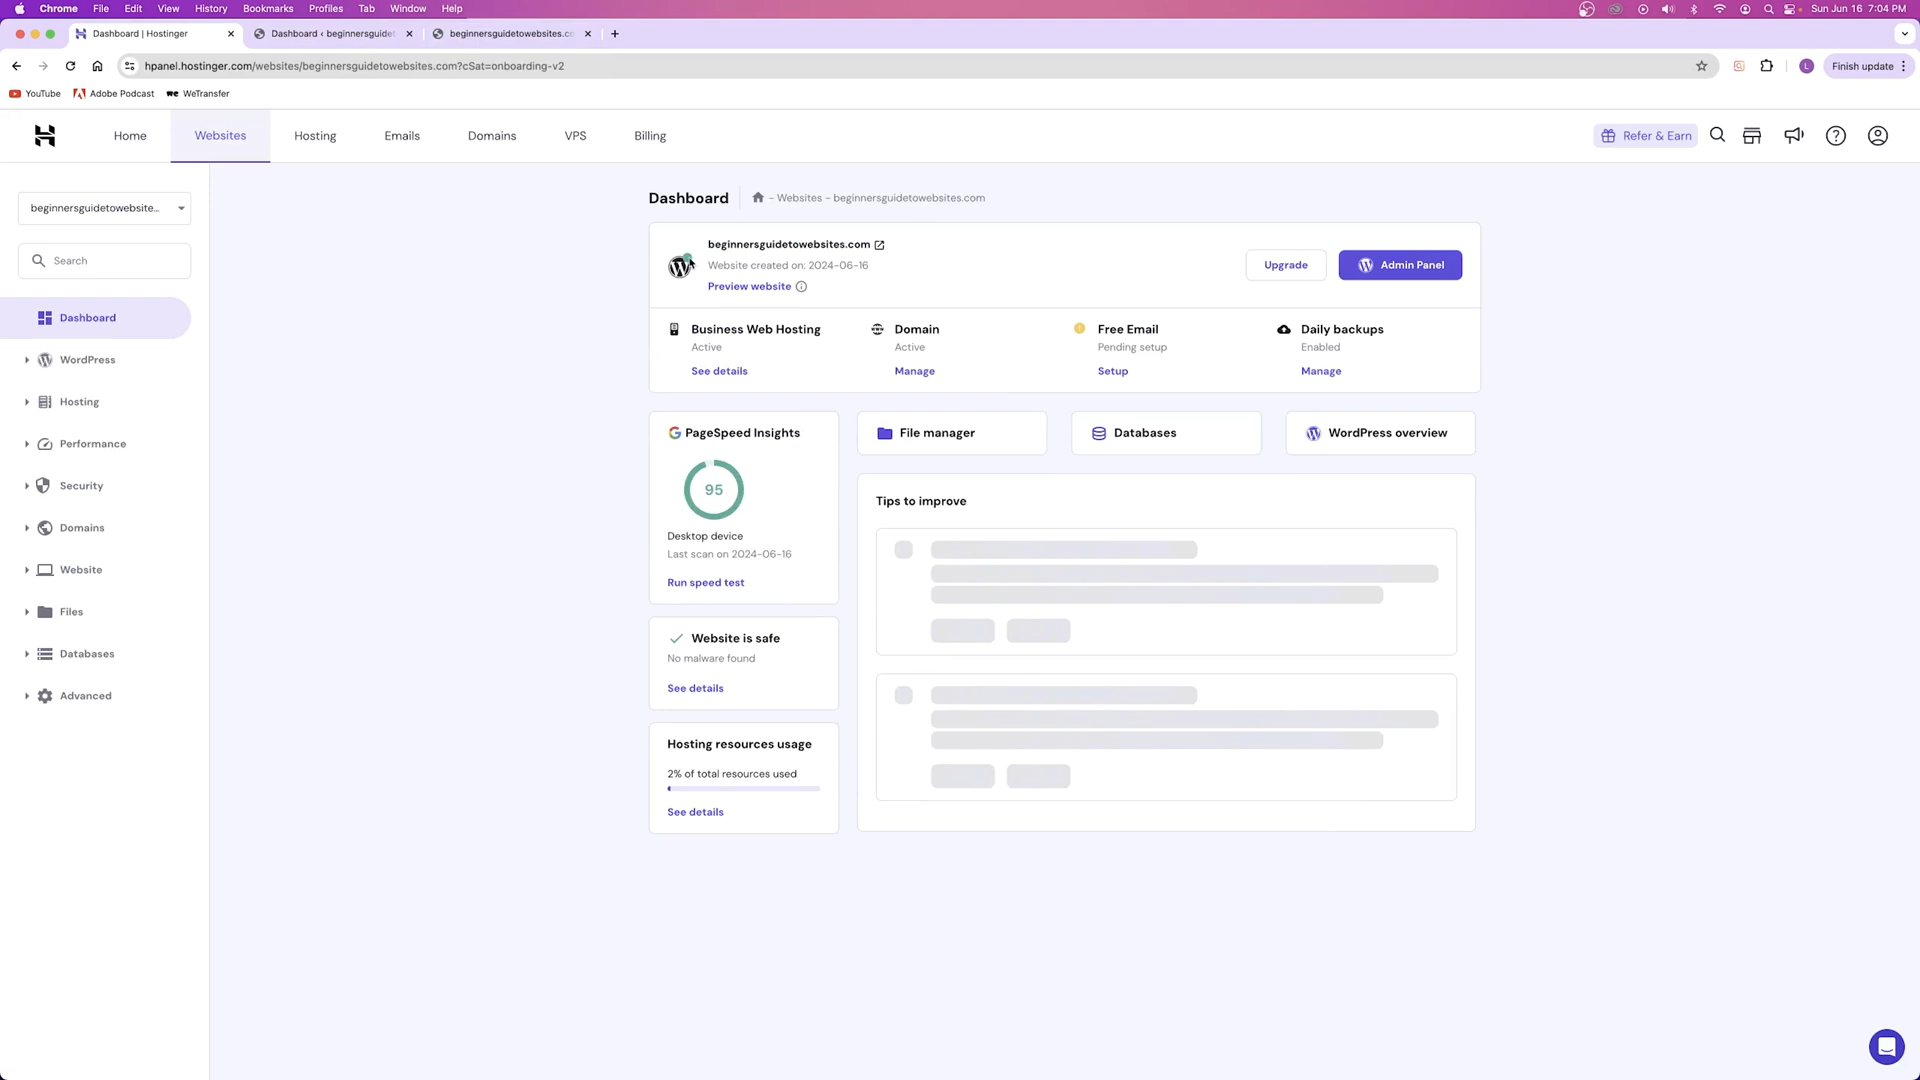 Chrome File Edit View History Bookmarks Profiles Tab Window Help
Sun Jun 16 7:04 PM
Dashboard | Hostinger
Dashboard ‹ beginnersguide
beginnersguidetowebsites.co
hpanel.hostinger.com/websites/beginnersguidetowebsites.com?cSat=onboarding-v2
L
Finish update
YouTube
Adobe Podcast
WeTransfer
Home
Websites
Hosting
Emails
Domains
VPS
Billing
Refer & Earn
beginnersguidetowebsite...
Search
Dashboard
WordPress
Hosting
Performance
Security
Domains
Website
Files
Databases
Advanced
Dashboard
- Websites - beginnersguidetowebsites.com
beginnersguidetowebsites.com
Website created on: 2024-06-16
Preview website
Upgrade
Admin Panel
Business Web Hosting
Active
See details
Domain
Active
Manage
Free Email
Pending setup
Setup
Daily backups
Enabled
Manage
PageSpeed Insights
95
Desktop device
Last scan on 2024-06-16
Run speed test
File manager
Databases
WordPress overview
Tips to improve
Website is safe
No malware found
See details
Hosting resources usage
2% of total resources used
See details